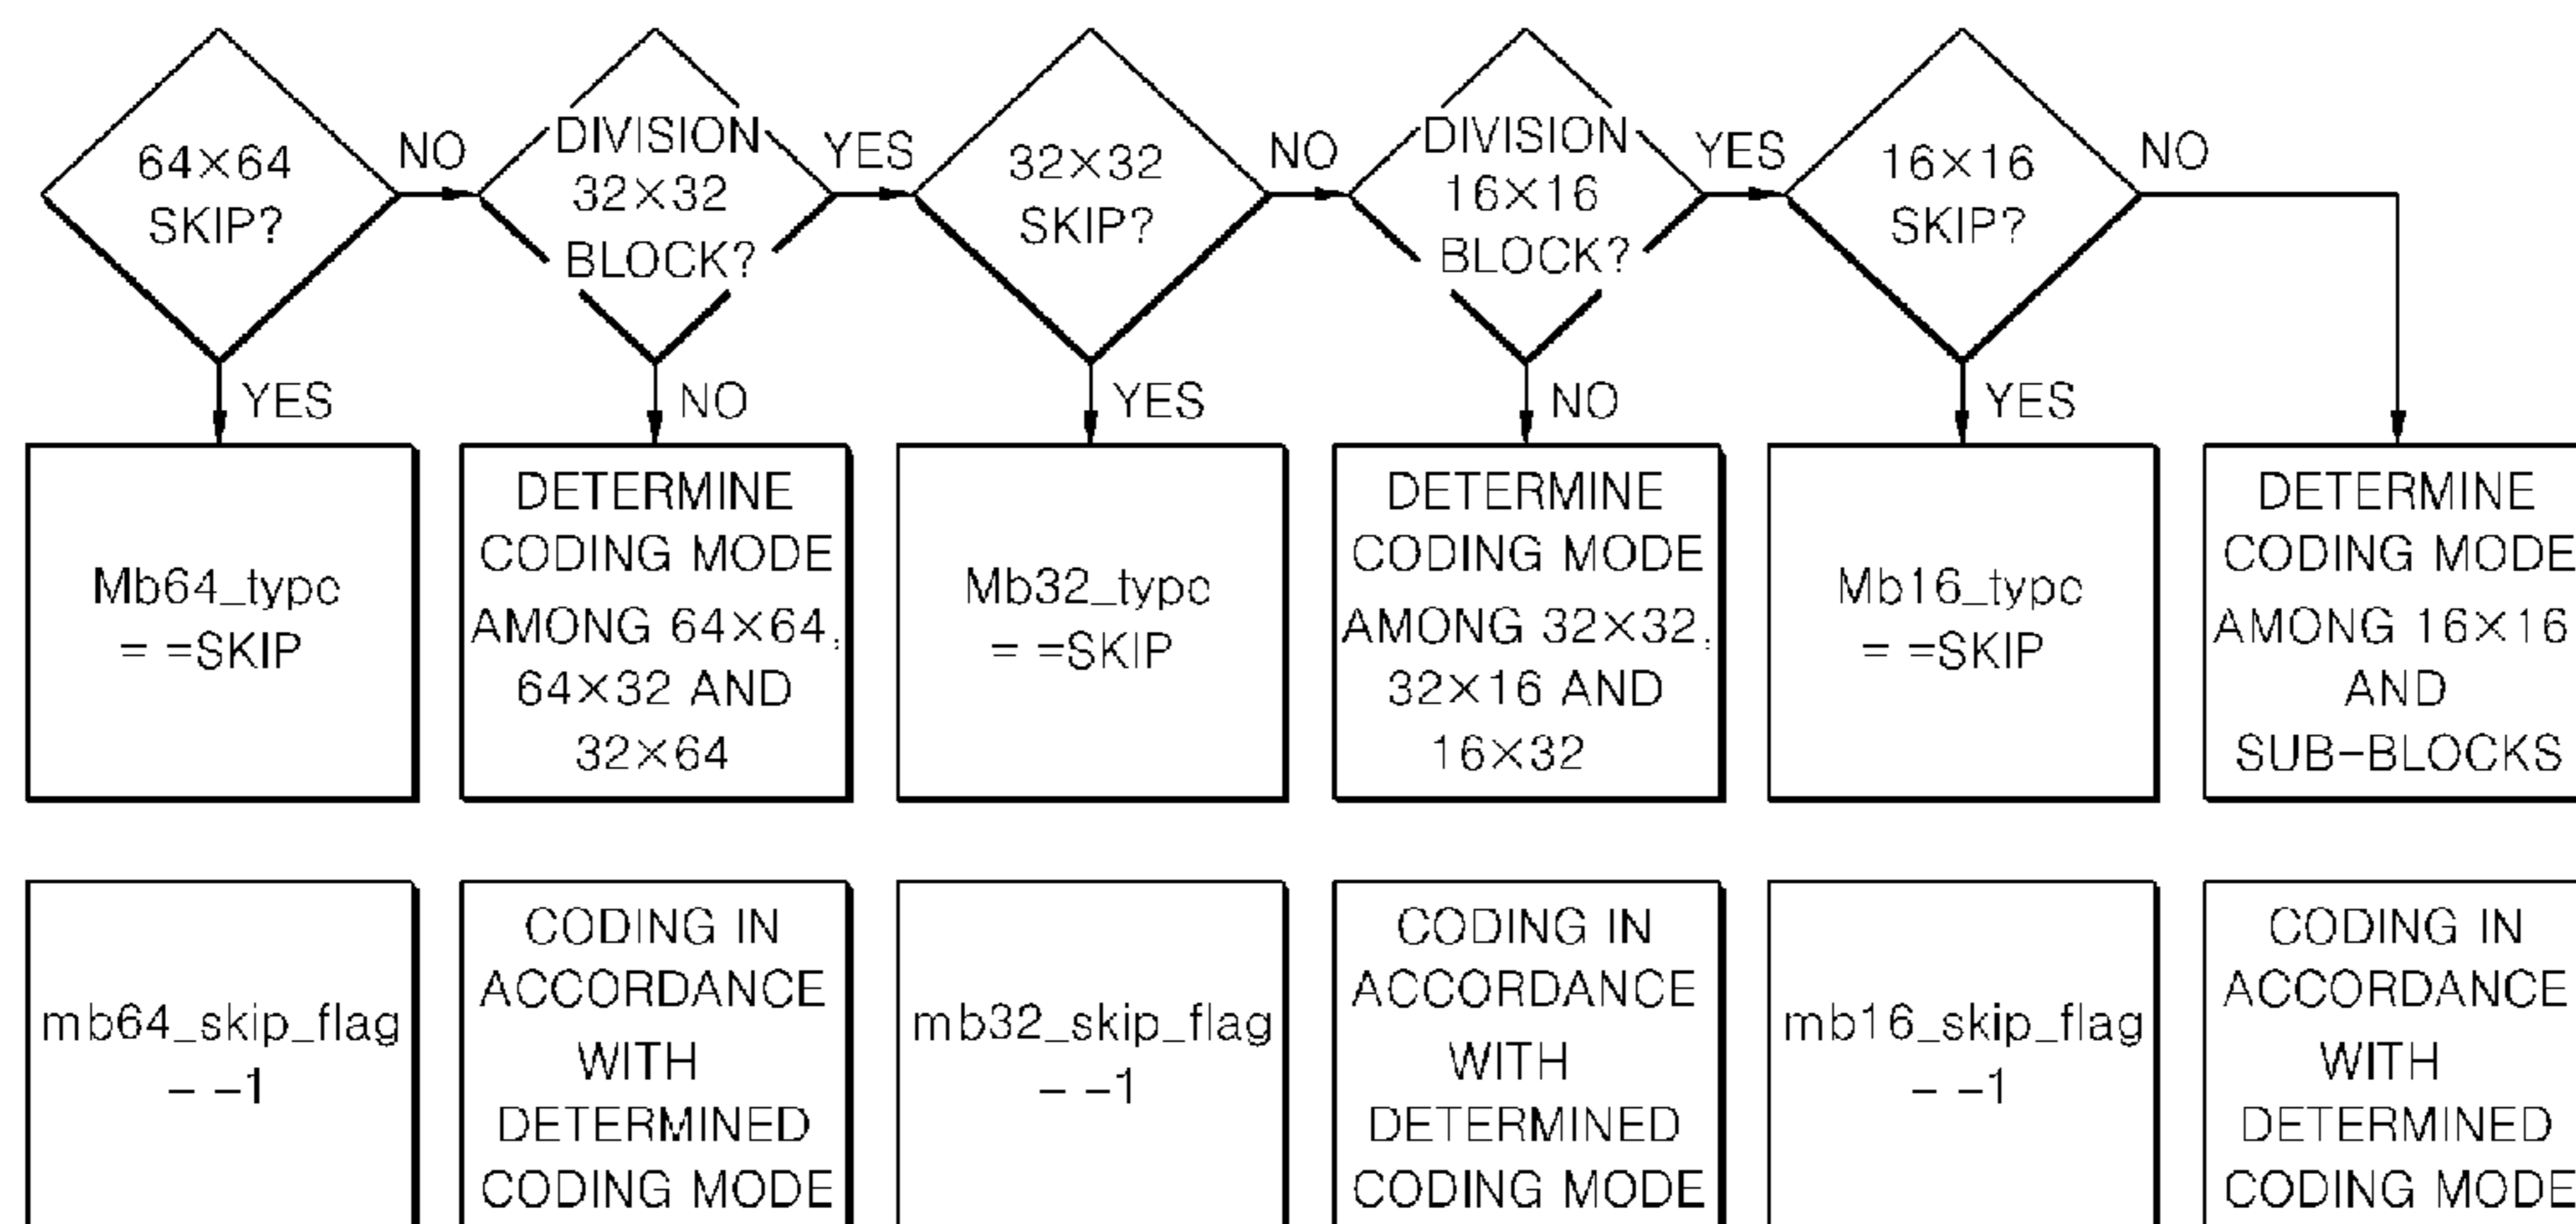 64×64
SKIP?
NO
DIVISION
32×32
BLOCK?
YES
32×32
SKIP?
NO
DIVISION
16×16
BLOCK?
YES
16×16
SKIP?
NO
YES
NO
YES
NO
YES
Mb64_type
= =SKIP
DETERMINE
CODING MODE
AMONG 64×64,
64×32 AND
32×64
Mb32_type
= =SKIP
DETERMINE
CODING MODE
AMONG 32×32,
32×16 AND
16×32
Mb16_type
= =SKIP
DETERMINE
CODING MODE
AMONG 16×16
AND
SUB-BLOCKS
mb64_skip_flag
– –1
CODING IN
ACCORDANCE
WITH
DETERMINED
CODING MODE
mb32_skip_flag
– –1
CODING IN
ACCORDANCE
WITH
DETERMINED
CODING MODE
mb16_skip_flag
– –1
CODING IN
ACCORDANCE
WITH
DETERMINED
CODING MODE